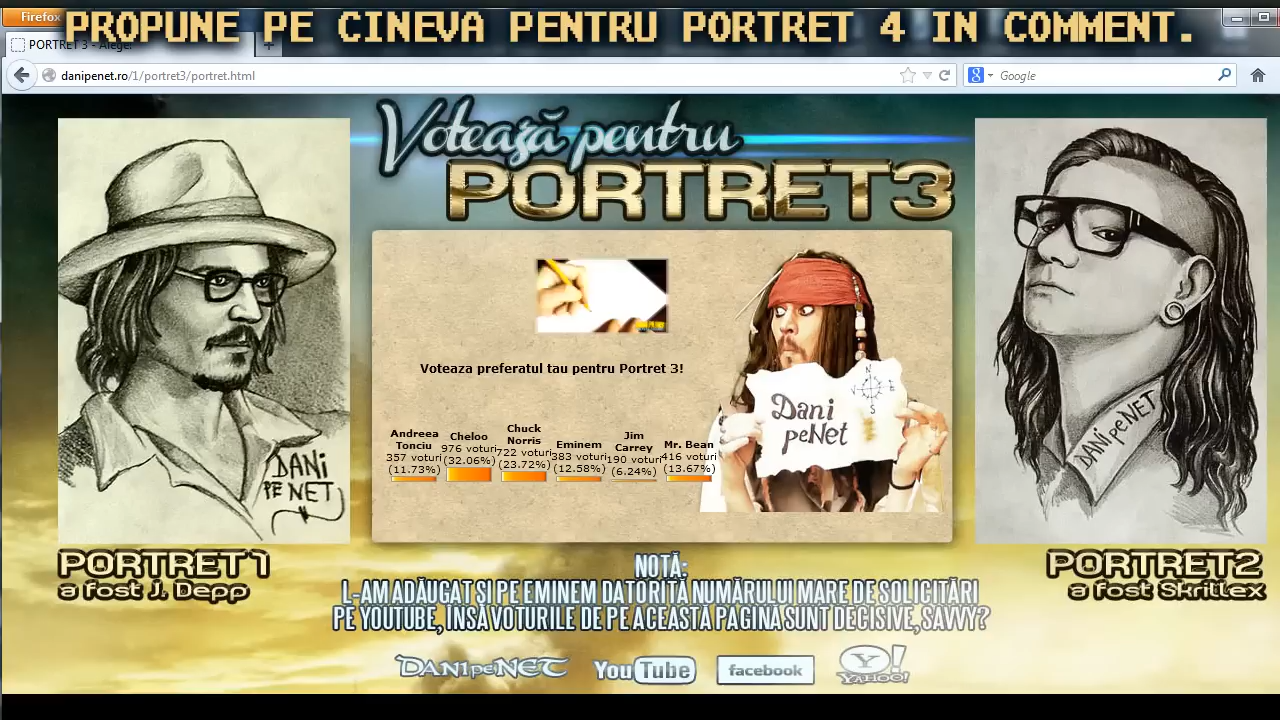 Firefox
PROPUNE PE CINEVA PENTRU PORTRET 4 IN COMMENT.
PORTRET 3 - Alege!
danipenet.ro/1/portret3/portret.html
Google
Votează pentru
PORTRET3
Voteaza preferatul tau pentru Portret 3!
Andreea Tonciu
357 voturi
(11.73%)
Cheloo
976 voturi
(32.06%)
Chuck Norris
722 voturi
(23.72%)
Eminem
383 voturi
(12.58%)
Jim Carrey
190 voturi
(6.24%)
Mr. Bean
416 voturi
(13.67%)
N
V E
S
Dani
peNet
DANi
PE NET
DANi peNET
PORTRET1
a fost J. Depp
PORTRET2
a fost Skrillex
NOTĂ:
L-AM ADĂUGAT ȘI PE EMINEM DATORITĂ NUMĂRULUI MARE DE SOLICITĂRI
PE YOUTUBE, ÎNSĂ VOTURILE DE PE ACEASTĂ PAGINĂ SUNT DECISIVE, SAVVY?
DANIpeNET
YouTube
facebook
Y!
YAHOO!